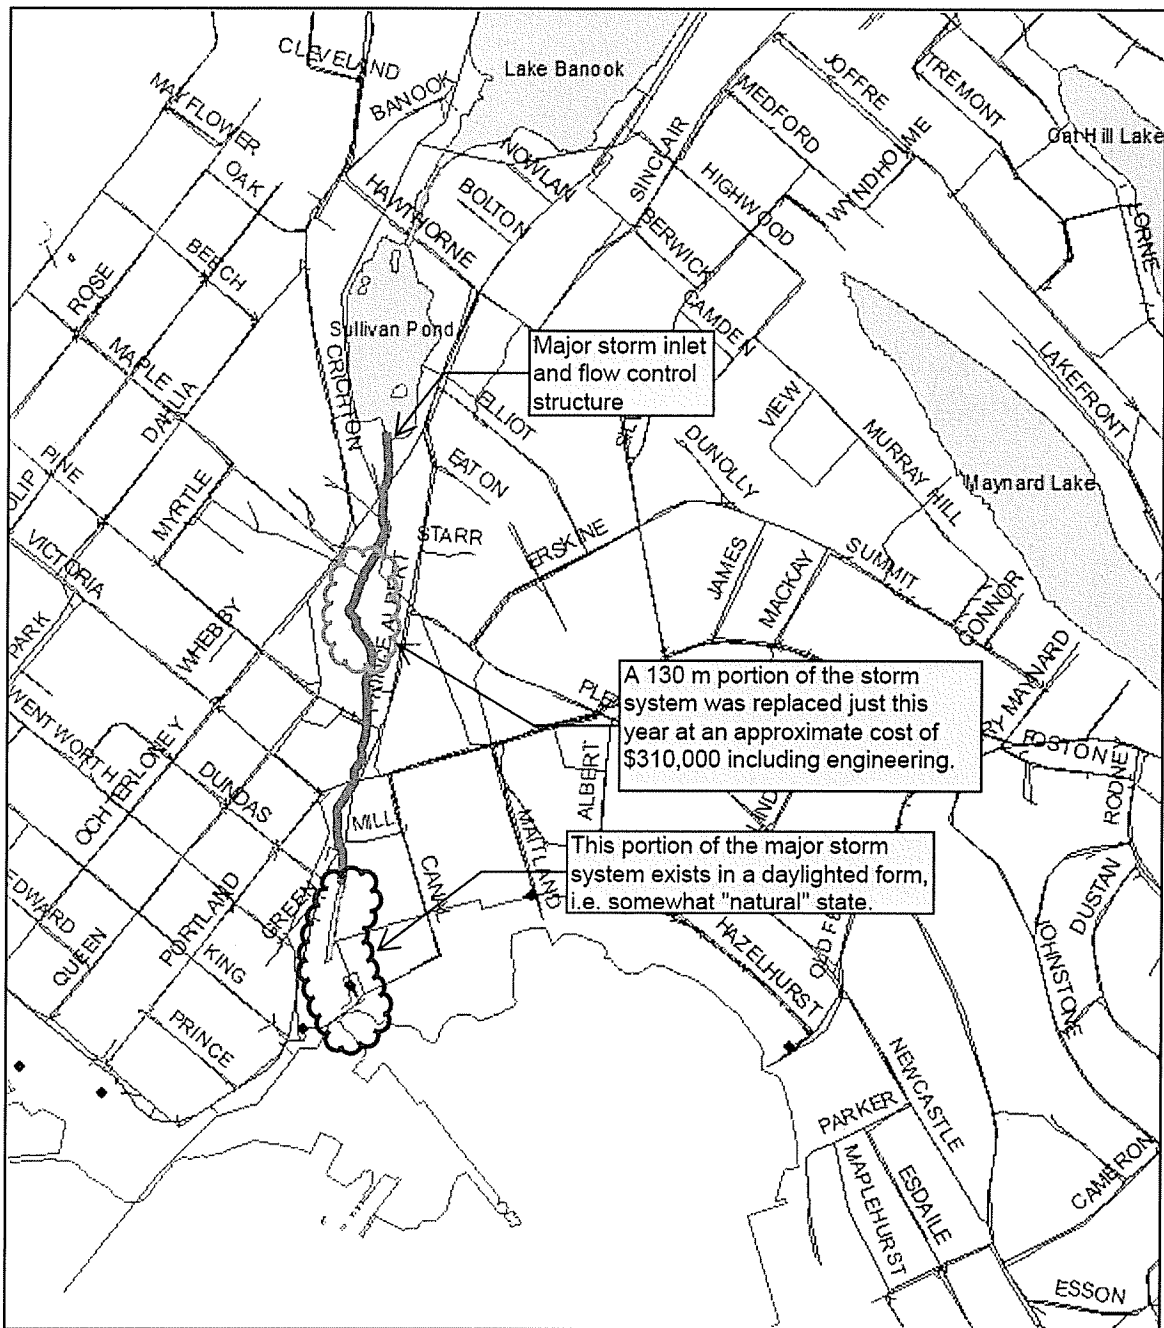 Lake Banook
CLEVELAND
BANOOK
MAYFLOWER
OAK
JOFFRE
TREMONT
MEDFORD
WYNDHOLME
Oat Hill Lake
NOWLAN
BOLTON
SINCLAIR
HIGHWOOD
HAWTHORNE
BERWICK
LORNE
BEECH
ROSE
CAMDEN
Sullivan Pond
CRICHTON
MAPLE
DAHLIA
Major storm inlet
and flow control
structure
ELLIOT
LAKEFRONT
VIEW
MURRAY HILL
DUNOLLY
PINE
EATON
Maynard Lake
MYRTLE
VICTORIA
STARR
ERSKINE
SUMMIT
JAMES
MACKAY
CONNOR
PARK
WHEBBY
ALBERT
MAYNARD
A 130 m portion of the storm
system was replaced just this
year at an approximate cost of
$310,000 including engineering.
WENTWORTH
OCHTERLONEY
DUNDAS
ALBERT
RODNEY
MILL
MAITLAND
CANAL
This portion of the major storm
system exists in a daylighted form,
i.e. somewhat "natural" state.
DUSTAN
EDWARD
QUEEN
PORTLAND
GREEN
KING
HAZELHURST
JOHNSTONE
PRINCE
NEWCASTLE
PARKER
MAPLEHURST
ESDAILE
CAMERON
ESSON